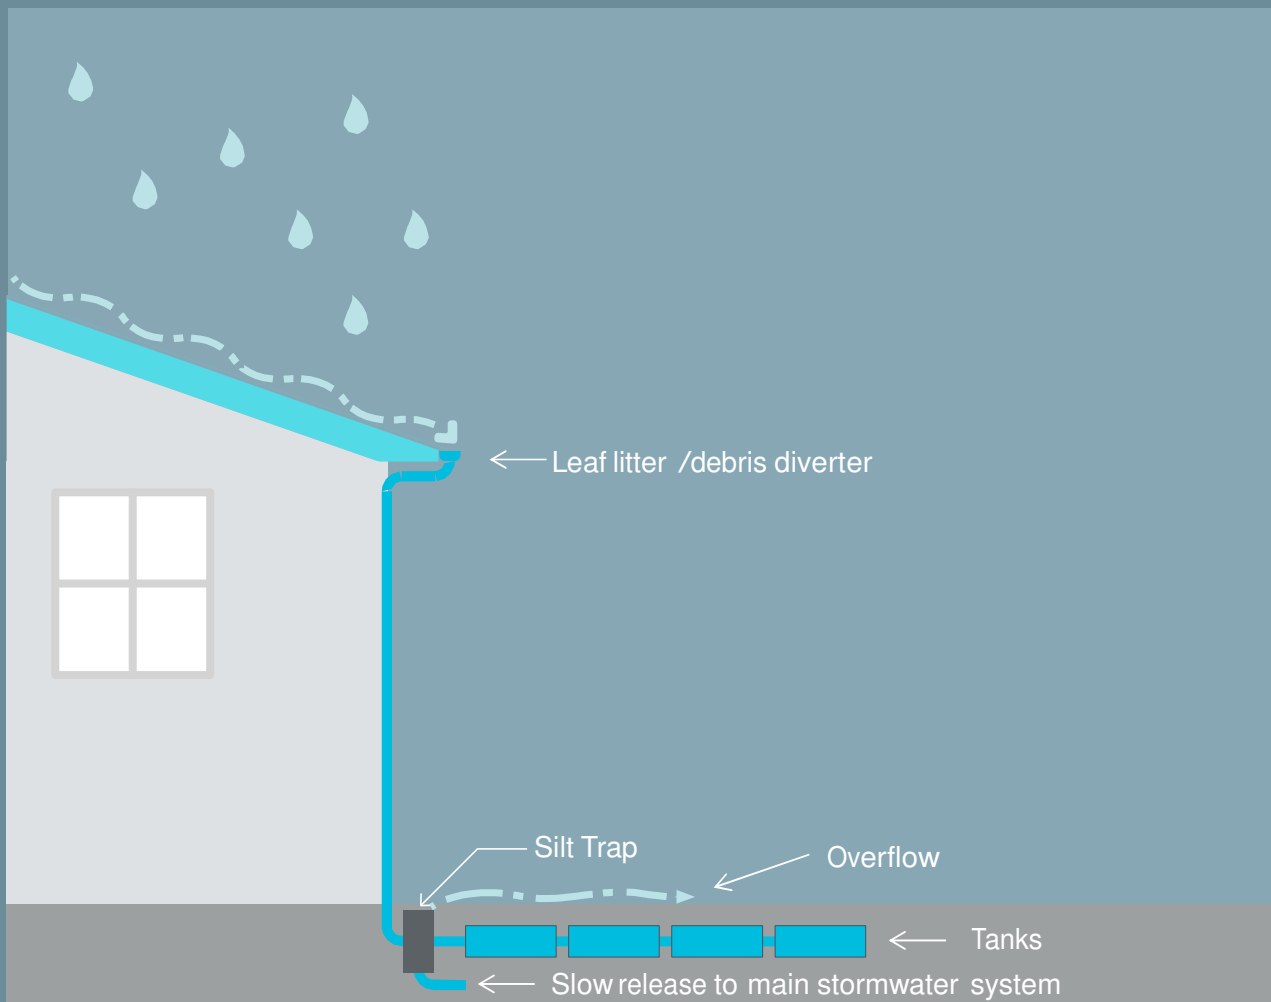 Leaf litter /debris diverter
Silt Trap
Overflow
Tanks
Slow release to main stormwater system